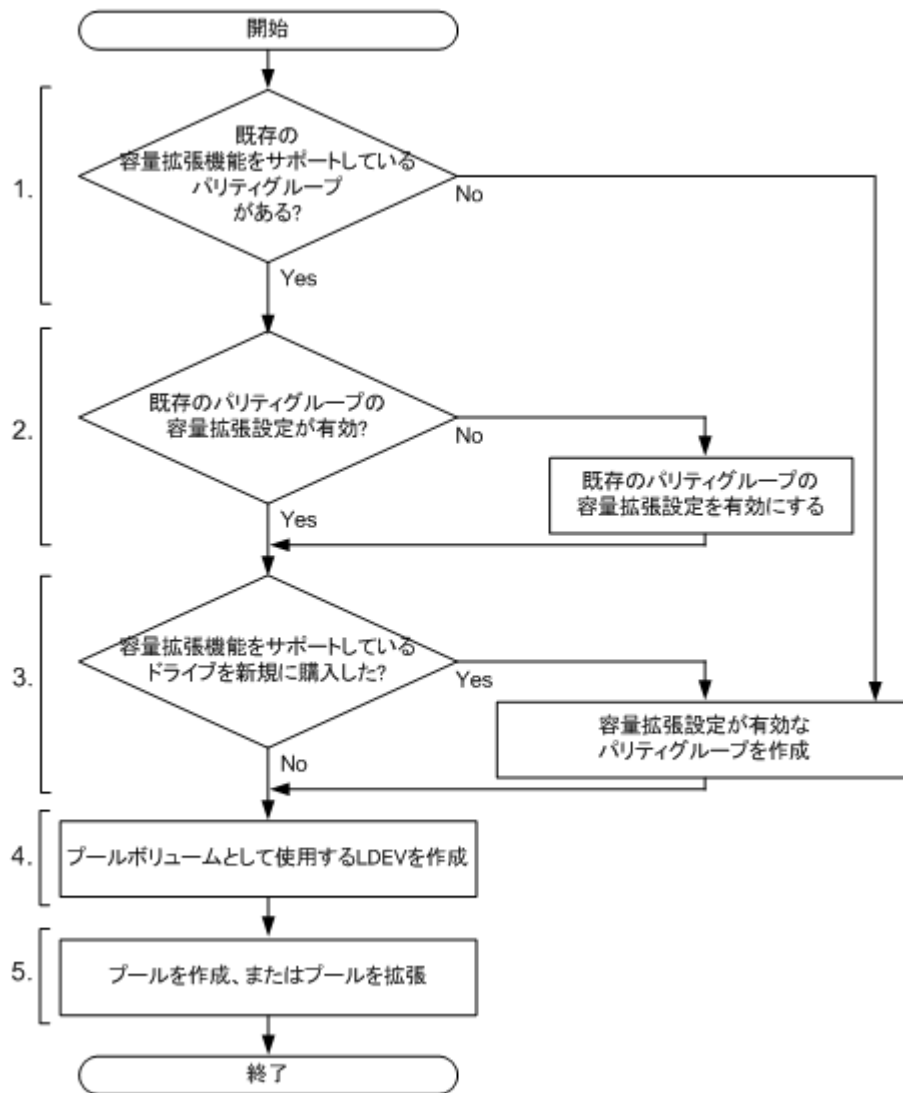 開始
1.
既存の
容量拡張機能をサポートしている
パリティグループ
がある?
No
Yes
2.
既存のパリティグループの
容量拡張設定が有効?
No
既存のパリティグループの
容量拡張設定を有効にする
Yes
3.
容量拡張機能をサポートしている
ドライブを新規に購入した?
Yes
容量拡張設定が有効な
パリティグループを作成
No
4.
プールボリュームとして使用するLDEVを作成
5.
プールを作成、またはプールを拡張
終了